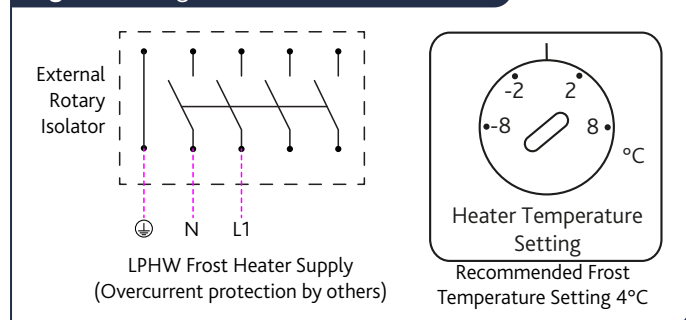 External
Rotary
Isolator
N L1
LPHW Frost Heater Supply
(Overcurrent protection by others)
-2 2
-8 8
°C
Heater Temperature
Setting
Recommended Frost
Temperature Setting 4°C